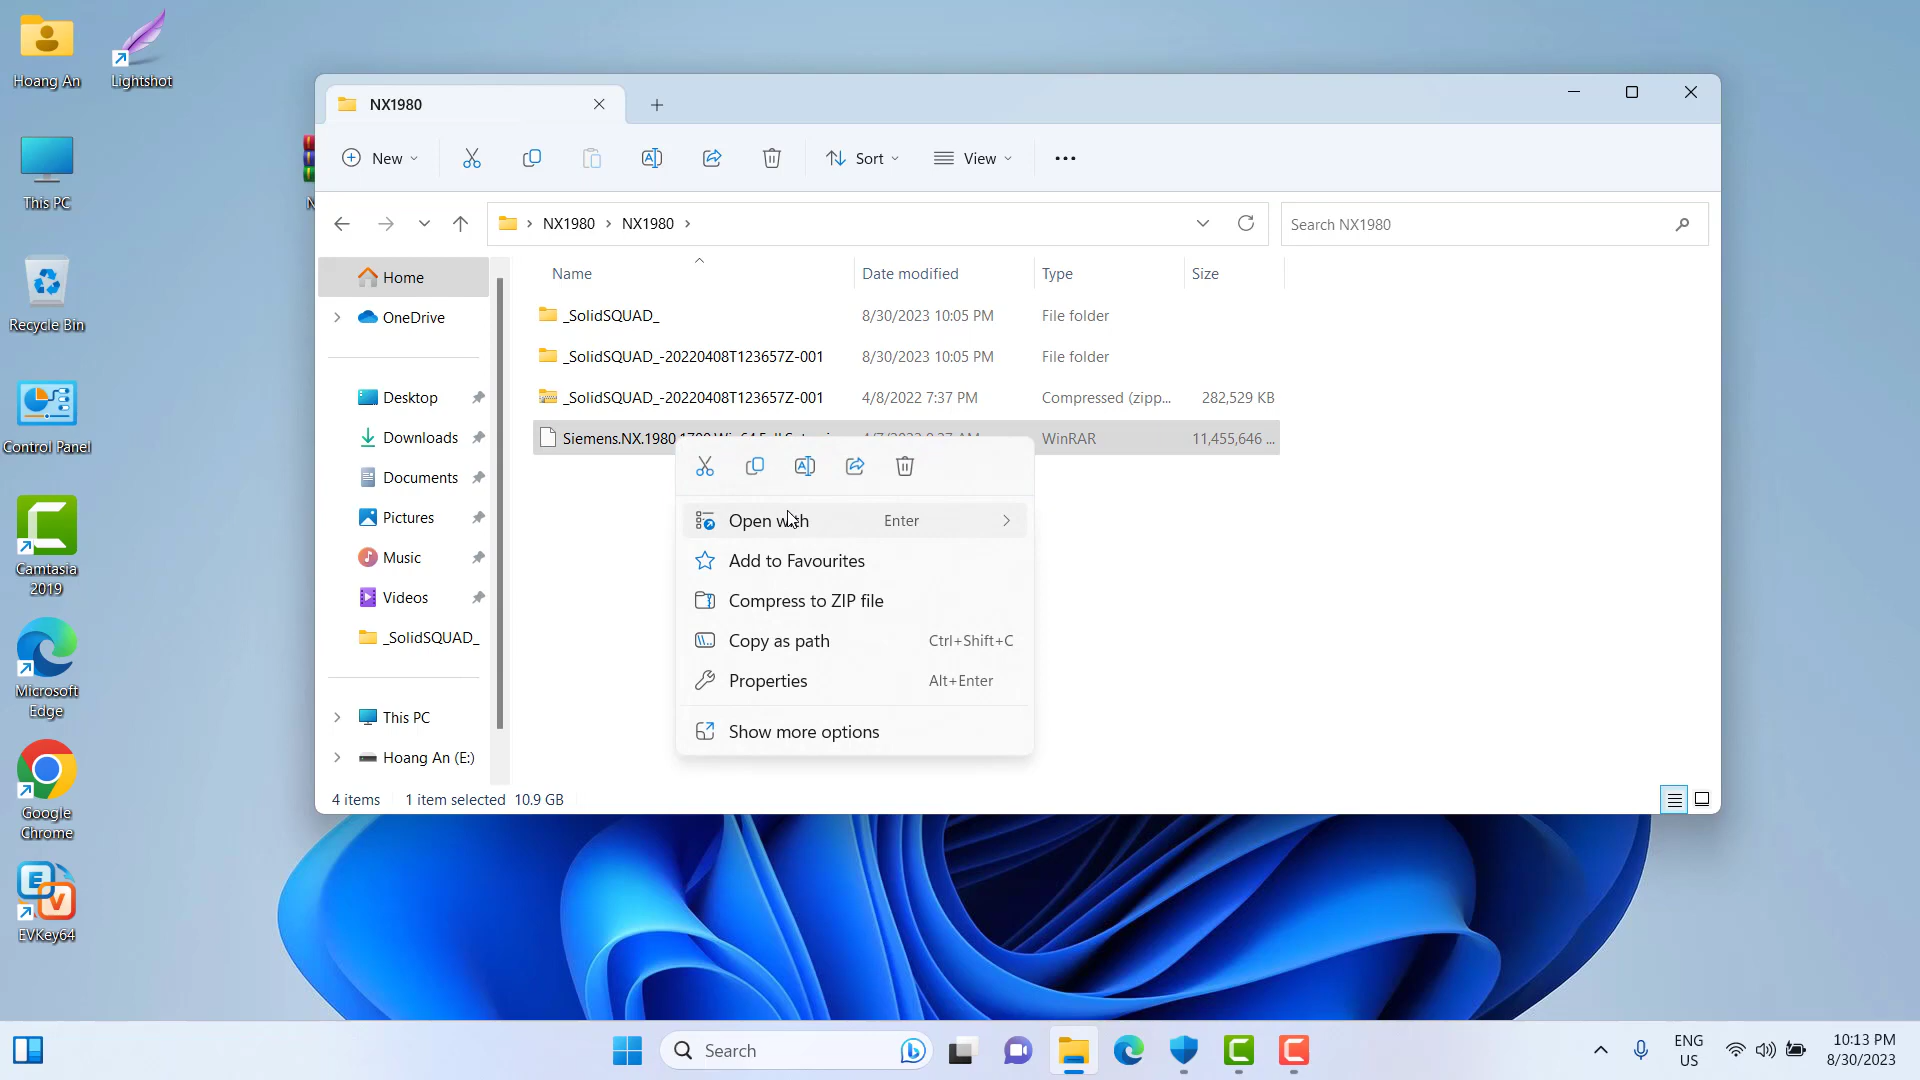 Hoang An
Lightshot
This PC
Recycle Bin
Control Panel
Camtasia
2019
Microsoft
Edge
Google
Chrome
EVKey64
NX1980
New
Sort
View
NX1980
NX1980
Search NX1980
Home
OneDrive
Desktop
Downloads
Documents
Pictures
Music
Videos
_SolidSQUAD_
This PC
Hoang An (E:)
Name Date modified Type Size
_SolidSQUAD_ 8/30/2023 10:05 PM File folder
_SolidSQUAD_-20220408T123657Z-001 8/30/2023 10:05 PM File folder
_SolidSQUAD_-20220408T123657Z-001 4/8/2022 7:37 PM Compressed (zipp... 282,529 KB
Siemens.NX.1980 WinRAR 11,455,646 ...
Open with Enter
Add to Favourites
Compress to ZIP file
Copy as path Ctrl+Shift+C
Properties Alt+Enter
Show more options
4 items 1 item selected 10.9 GB
Search
ENG
US
10:13 PM
8/30/2023